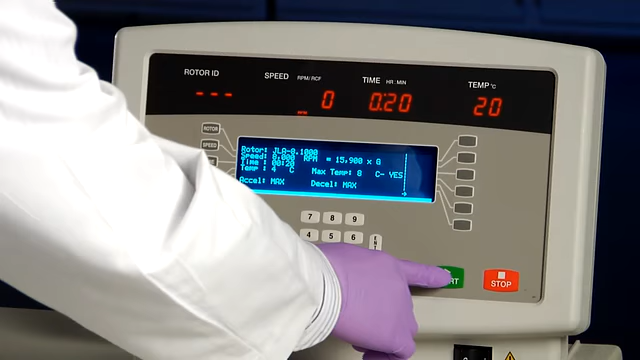 ROTOR ID SPEED RPM/RCF TIME HR:MIN TEMP °C
--- _ 0 0:20 20
ROTOR
SPEED
Rotor: JLA-8.1000
Speed: 8,000 RPM = 15,900 x G
Time : 00:20
Temp : 4 C Max Temp: 8 C- YES
Accel: MAX Decel: MAX
7 8 9
4 5 6
STOP